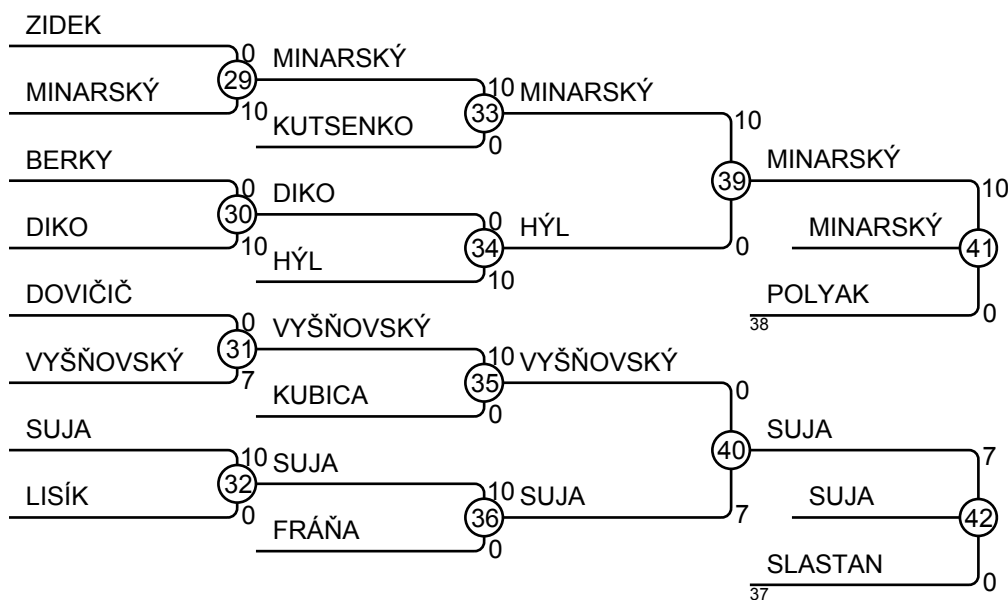 ZIDEK
0
29
MINARSKÝ
10
MINARSKÝ
10
33
MINARSKÝ
KUTSENKO
0
10
BERKY
0
30
DIKO
39
MINARSKÝ
10
DIKO
10
0
34
HÝL
0
MINARSKÝ
41
HÝL
10
DOVIČIČ
0
31
VYŠŇOVSKÝ
POLYAK
38
0
VYŠŇOVSKÝ
7
10
35
VYŠŇOVSKÝ
0
KUBICA
0
SUJA
10
32
SUJA
40
SUJA
7
LISÍK
0
10
36
SUJA
7
SUJA
42
FRÁŇA
0
SLASTAN
37
0